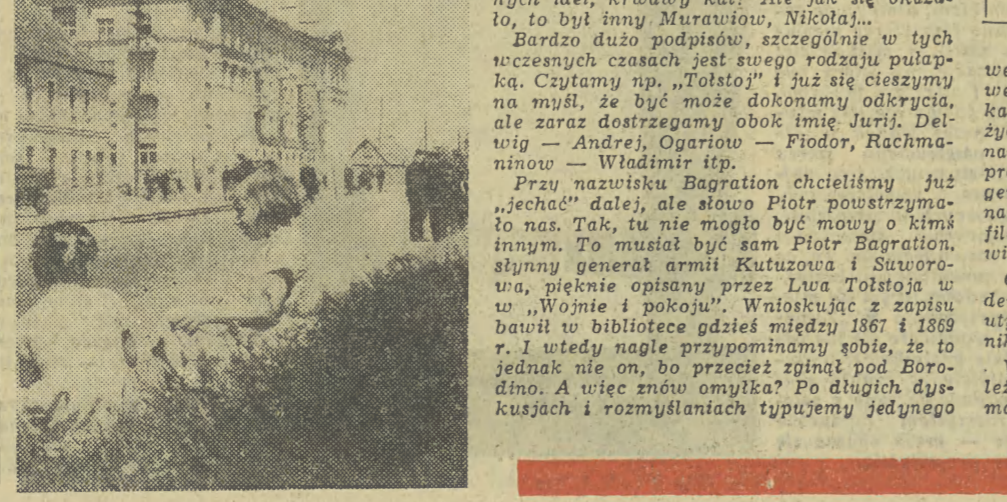 nych idei, krwawy kat? Ale jak się okaza-
ło, to był inny Murawiow, Nikołaj...
Bardzo dużo podpisów, szczególnie w tych
wczesnych czasach jest swego rodzaju pułap-
ką. Czytamy np. „Tołstoj” i już się cieszymy
na myśl, że być może dokonamy odkrycia,
ale zaraz dostrzegamy obok imię Jurij. Del-
wig — Andrej, Ogariow — Fiodor, Rachma-
ninow — Władimir itp.
Przy nazwisku Bagration chcieliśmy już
„jechać” dalej, ale słowo Piotr powstrzyma-
ło nas. Tak, tu nie mogło być mowy o kimś
innym. To musiał być sam Piotr Bagration,
słynny generał armii Kutuzowa i Suworo-
wa, pięknie opisany przez Lwa Tołstoja w
w „Wojnie i pokoju”. Wnioskując z zapisu
bawił w bibliotece gdzieś między 1867 i 1869
r. I wtedy nagle przypominamy sobie, że to
jednak nie on, bo przecież zginął pod Boro-
dino. A więc znów omyłka? Po długich dys-
kusjach i rozmyślaniach typujemy jedynego